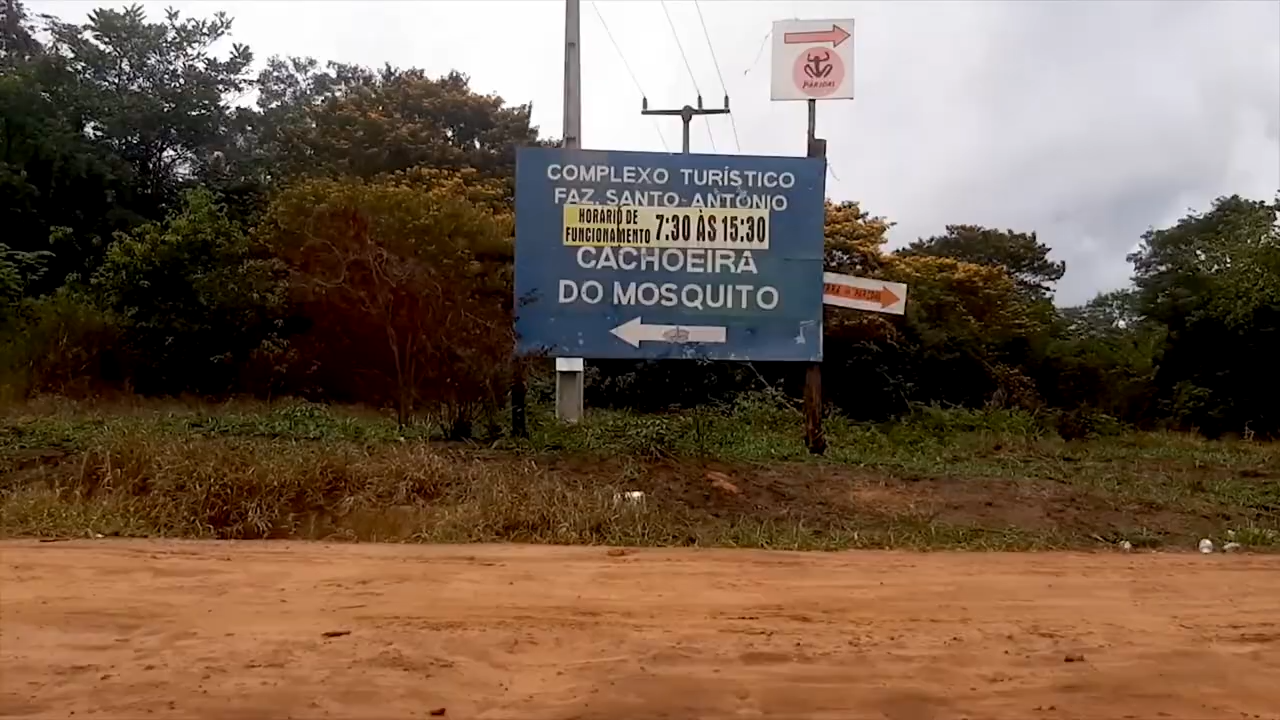 COMPLEXO TURÍSTICO
FAZ. SANTO ANTÔNIO
HORARIO DE
FUNCIONAMENTO 7:30 ÀS 15:30
CACHOEIRA
DO MOSQUITO